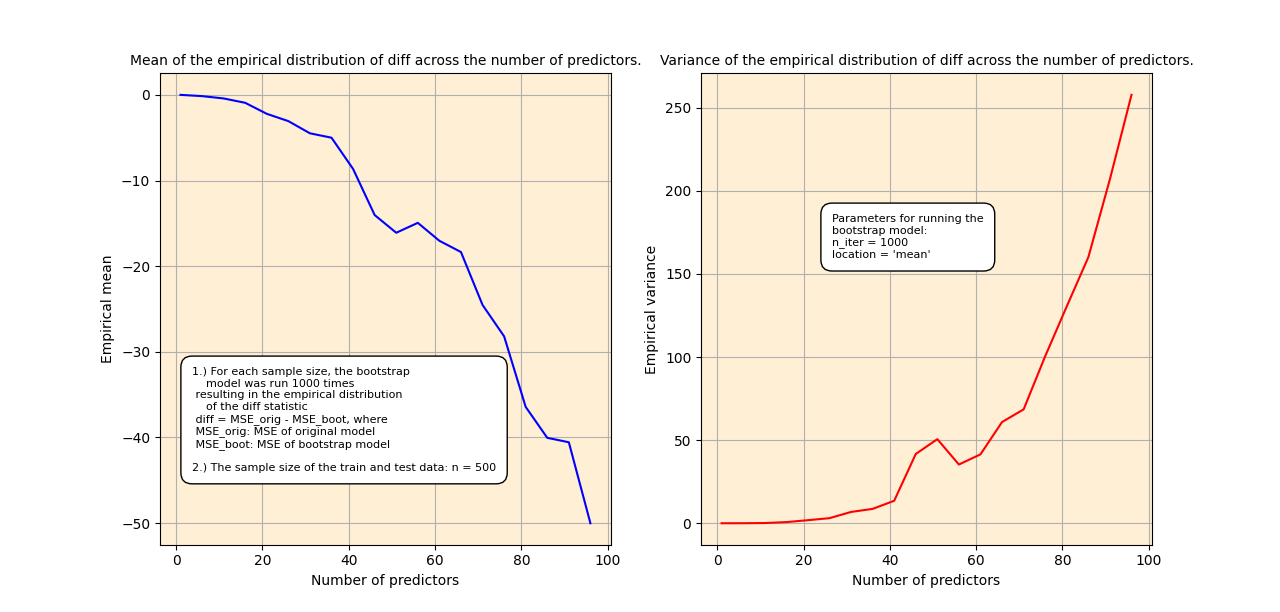 Mean of the empirical distribution of diff across the number of predictors.
0
−10
−20
−30
−40
−50
Empirical mean
1.) For each sample size, the bootstrap
model was run 1000 times
resulting in the empirical distribution
of the diff statistic
diff = MSE_orig - MSE_boot, where
MSE_orig: MSE of original model
MSE_boot: MSE of bootstrap model
2.) The sample size of the train and test data: n = 500
0 20 40 60 80 100
Number of predictors
Variance of the empirical distribution of diff across the number of predictors.
250
200
150
100
50
0
Empirical variance
Parameters for running the
bootstrap model:
n_iter = 1000
location = 'mean'
0 20 40 60 80 100
Number of predictors